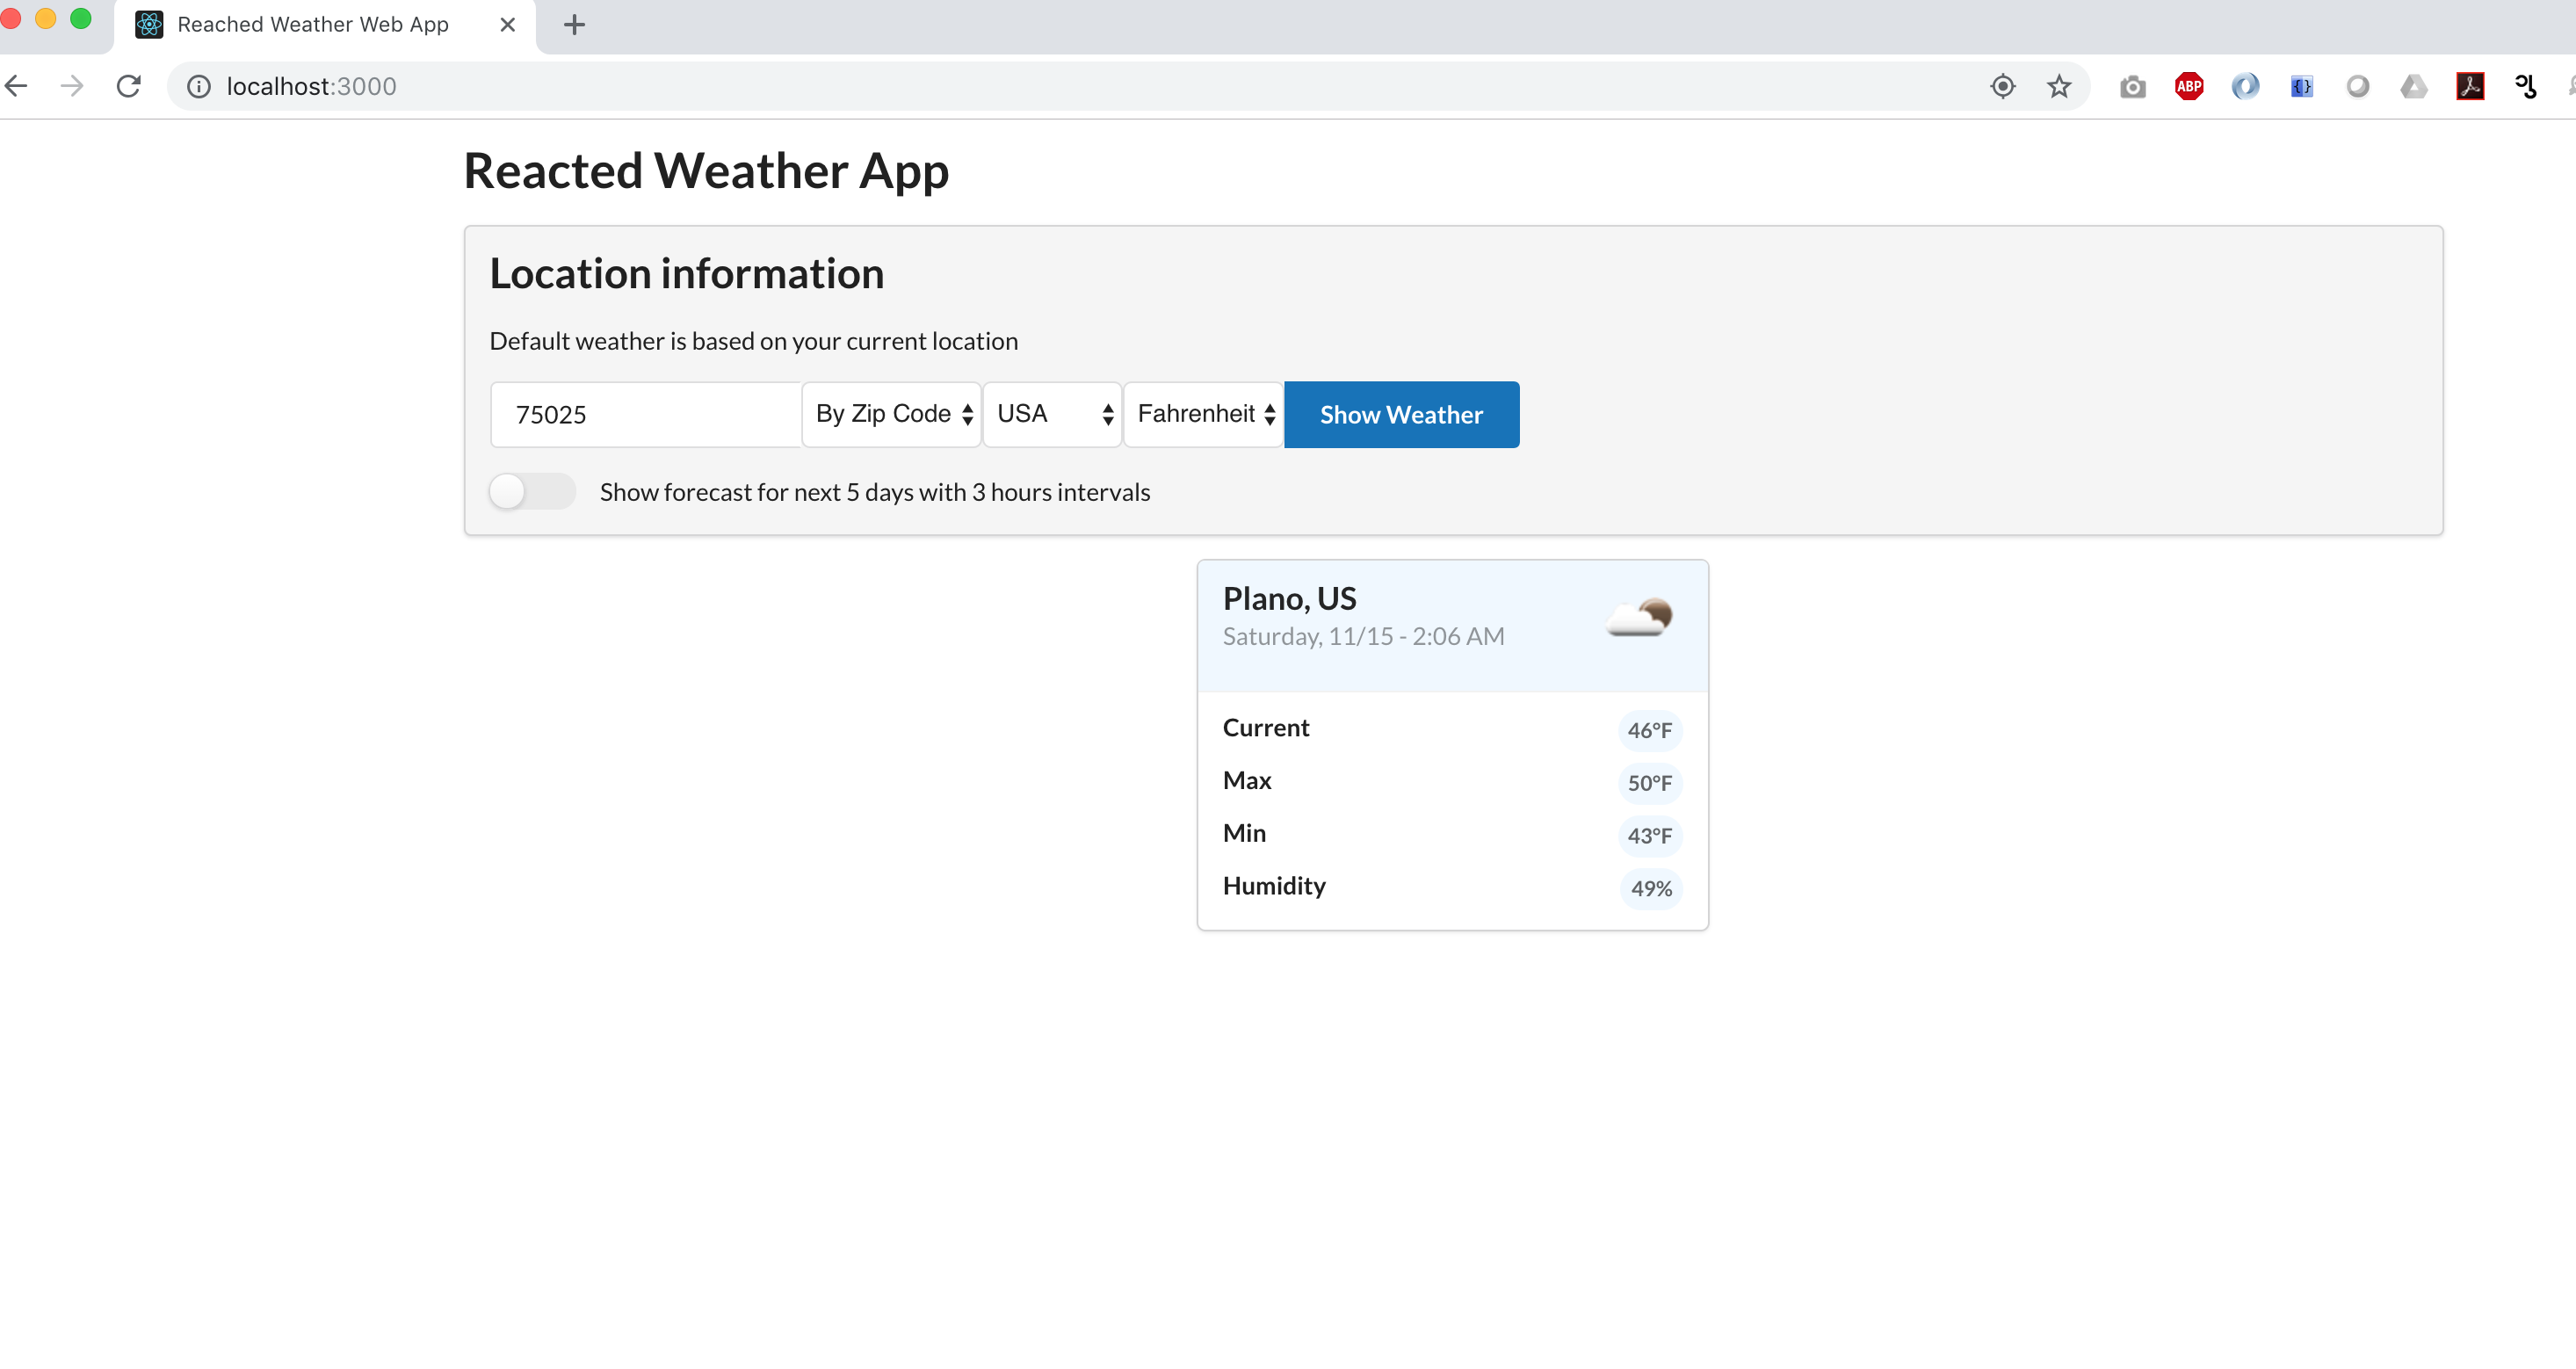 Reached Weather Web App
localhost:3000
ABP
{}
Reacted Weather App
Location information
Default weather is based on your current location
75025 By Zip Code USA Fahrenheit Show Weather
Show forecast for next 5 days with 3 hours intervals
Plano, US
Saturday, 11/15 - 2:06 AM
Current 46°F
Max 50°F
Min 43°F
Humidity 49%